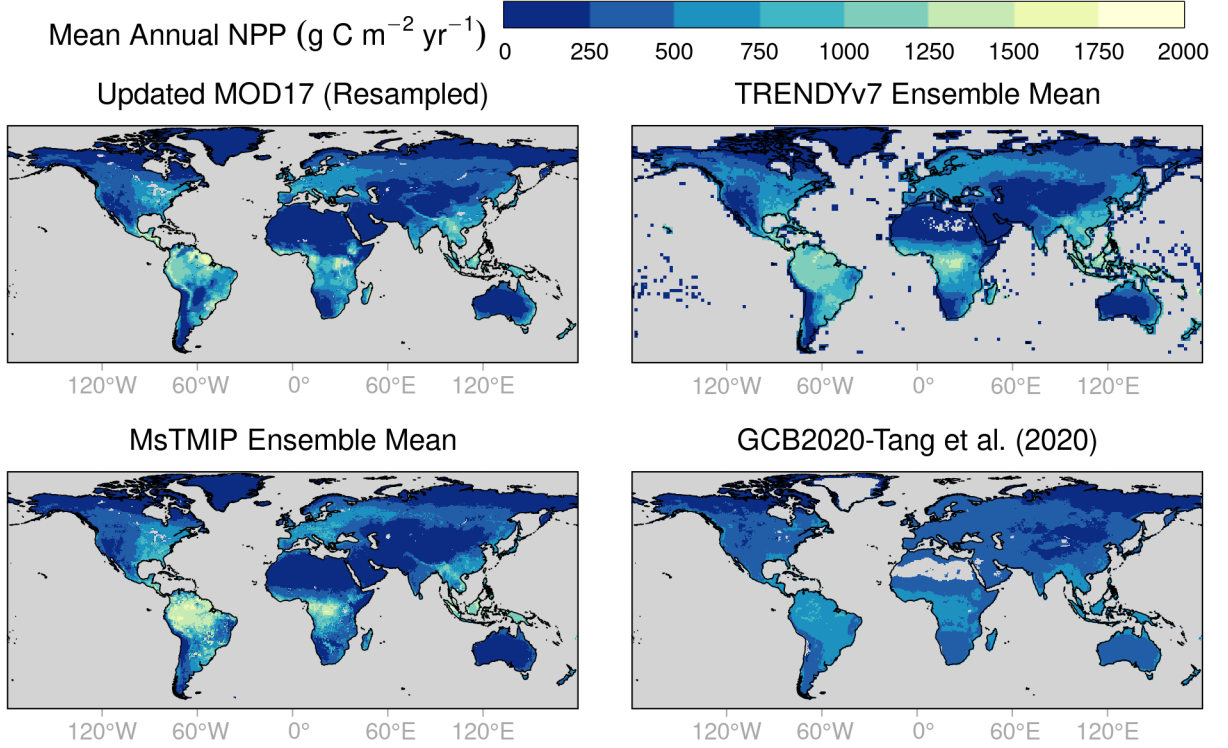 Mean Annual NPP (g C m⁻² yr⁻¹)
0 250 500 750 1000 1250 1500 1750 2000
Updated MOD17 (Resampled)
TRENDYv7 Ensemble Mean
120°W 60°W 0° 60°E 120°E
120°W 60°W 0° 60°E 120°E
MsTMIP Ensemble Mean
GCB2020-Tang et al. (2020)
120°W 60°W 0° 60°E 120°E
120°W 60°W 0° 60°E 120°E